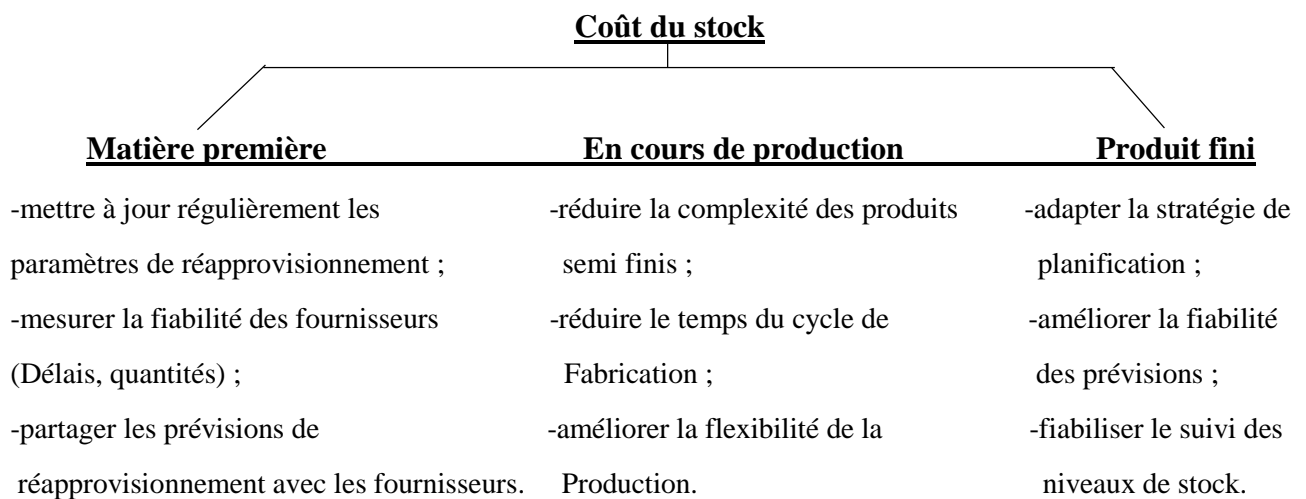 Coût du stock
Matière première
-mettre à jour régulièrement les
paramètres de réapprovisionnement ;
-mesurer la fiabilité des fournisseurs
(Délais, quantités) ;
-partager les prévisions de
réapprovisionnement avec les fournisseurs.
En cours de production
-réduire la complexité des produits
semi finis ;
-réduire le temps du cycle de
Fabrication ;
-améliorer la flexibilité de la
Production.
Produit fini
-adapter la stratégie de
planification ;
-améliorer la fiabilité
des prévisions ;
-fiabiliser le suivi des
niveaux de stock.